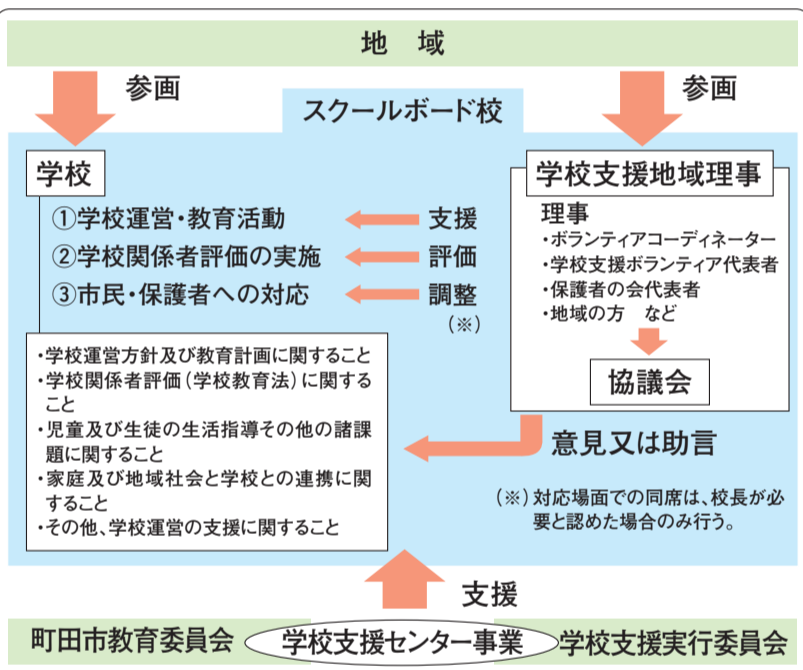 地　域
参画
参画
スクールボード校
学校
①学校運営・教育活動
支援
②学校関係者評価の実施
評価
③市民・保護者への対応
調整
（※）
・学校運営方針及び教育計画に関すること
・学校関係者評価（学校教育法）に関する
こと
・児童及び生徒の生活指導その他の諸課
題に関すること
・家庭及び地域社会と学校との連携に関
すること
・その他、学校運営の支援に関すること
学校支援地域理事
理事
・ボランティアコーディネーター
・学校支援ボランティア代表者
・保護者の会代表者
・地域の方　など
協議会
意見又は助言
（※）対応場面での同席は、校長が必
要と認めた場合のみ行う。
支援
町田市教育委員会
学校支援センター事業
学校支援実行委員会